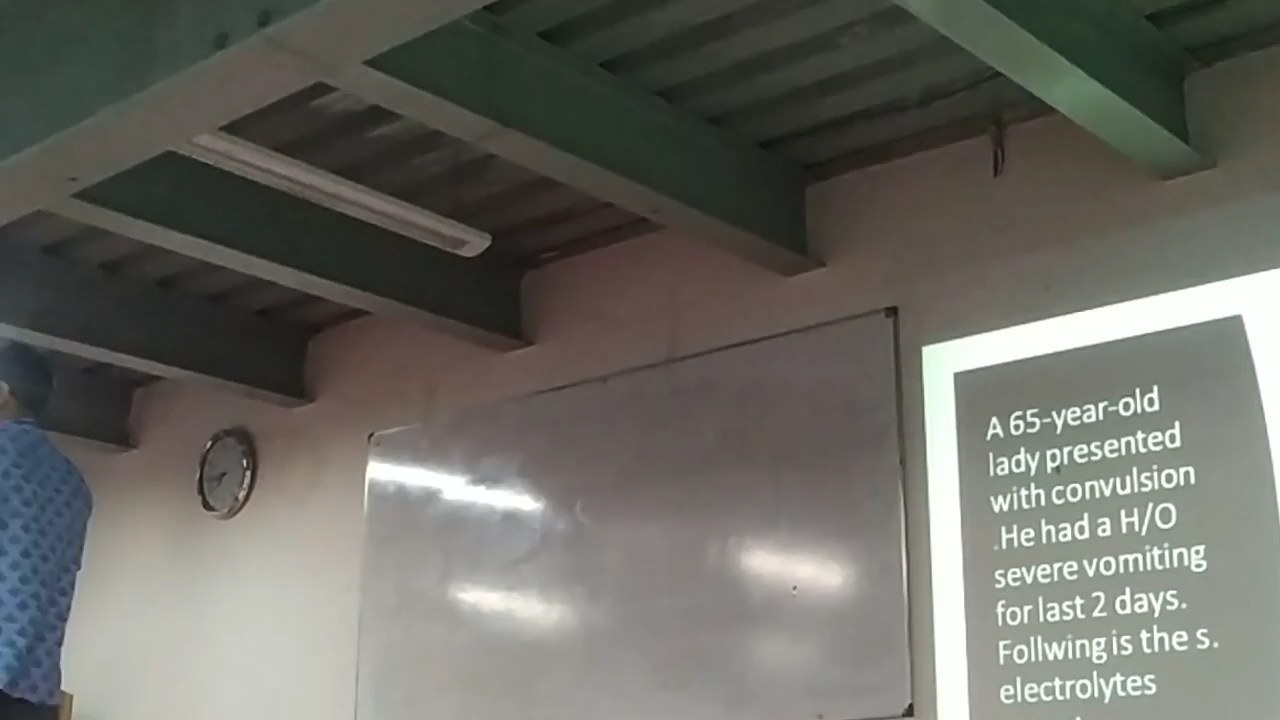 A 65-year-old
lady presented
with convulsion
.He had a H/O
severe vomiting
for last 2 days.
Follwing is the s.
electrolytes